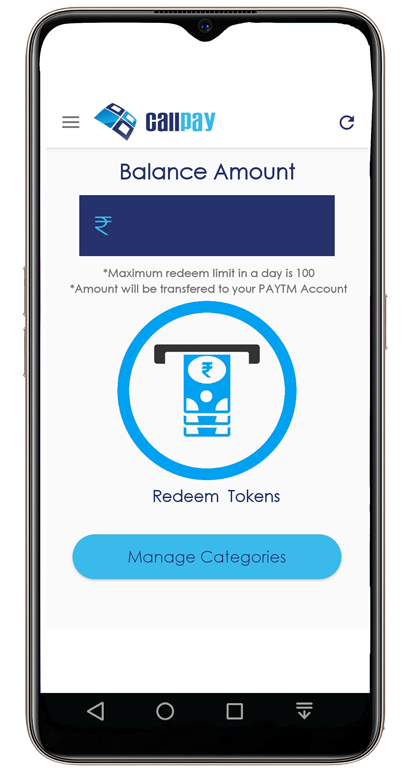 callpay
Balance Amount
₹
*Maximum redeem limit in a day is 100
*Amount will be transfered to your PAYTM Account
₹
Redeem Tokens
Manage Categories